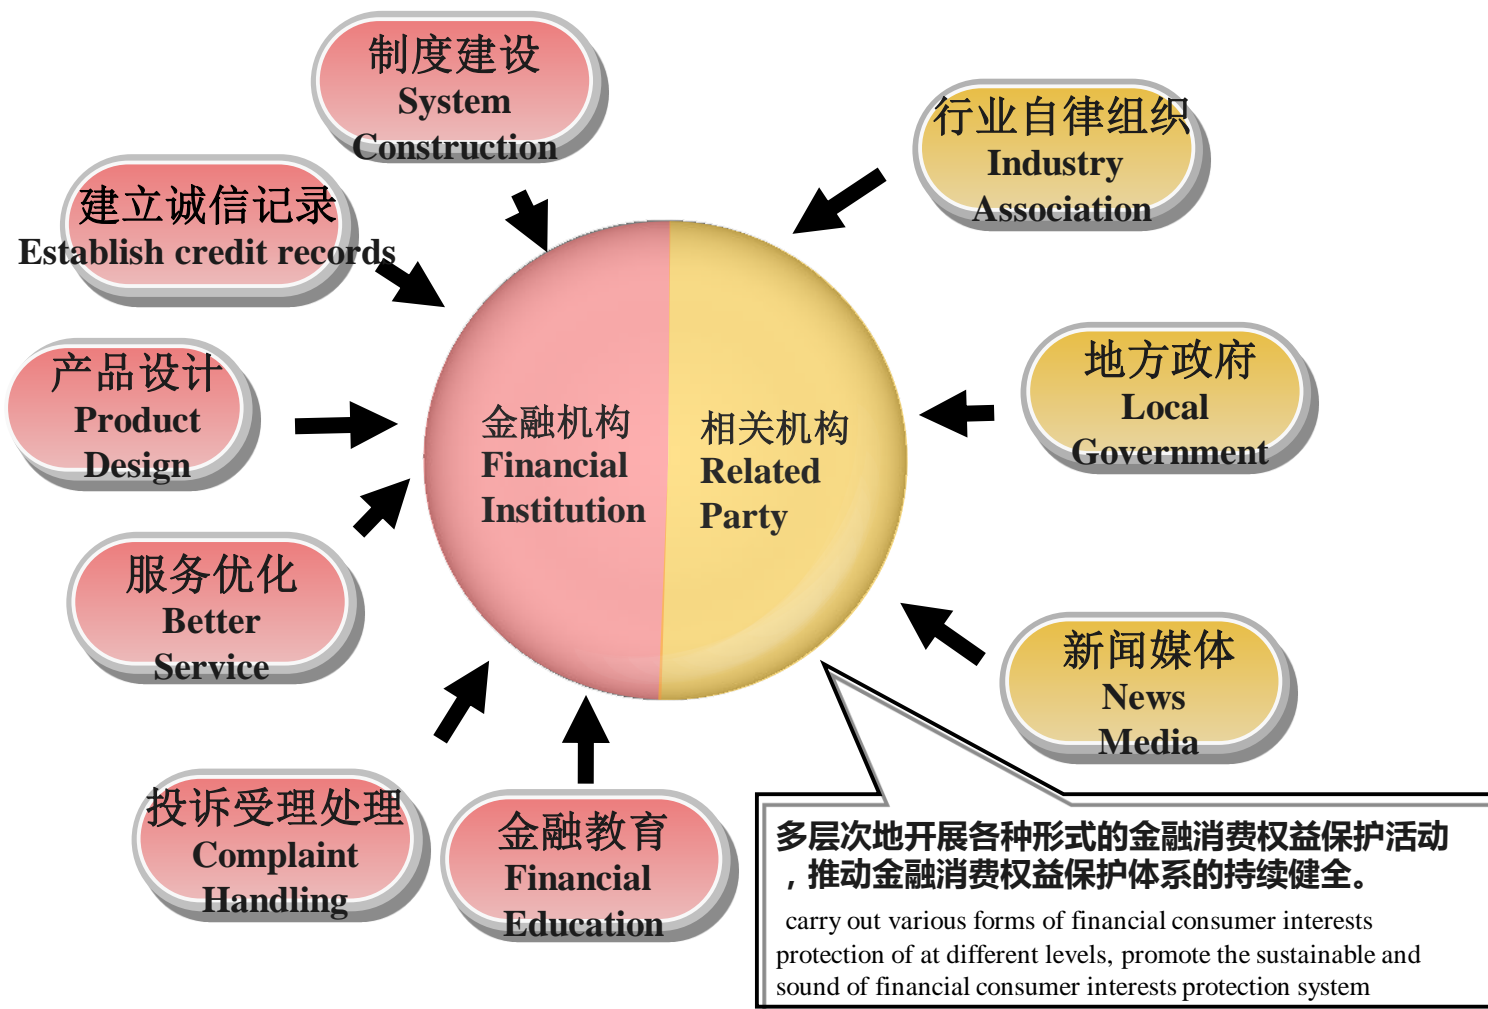 制度建设
System
Construction
行业自律组织
Industry
Association
建立诚信记录
Establish credit records
产品设计
Product
Design
地方政府
Local
Government
金融机构
Financial
Institution
相关机构
Related
Party
服务优化
Better
Service
新闻媒体
News
Media
投诉受理处理
Complaint
Handling
金融教育
Financial
Education
多层次地开展各种形式的金融消费权益保护活动
，推动金融消费权益保护体系的持续健全。
carry out various forms of financial consumer interests
protection of at different levels, promote the sustainable and
sound of financial consumer interests protection system